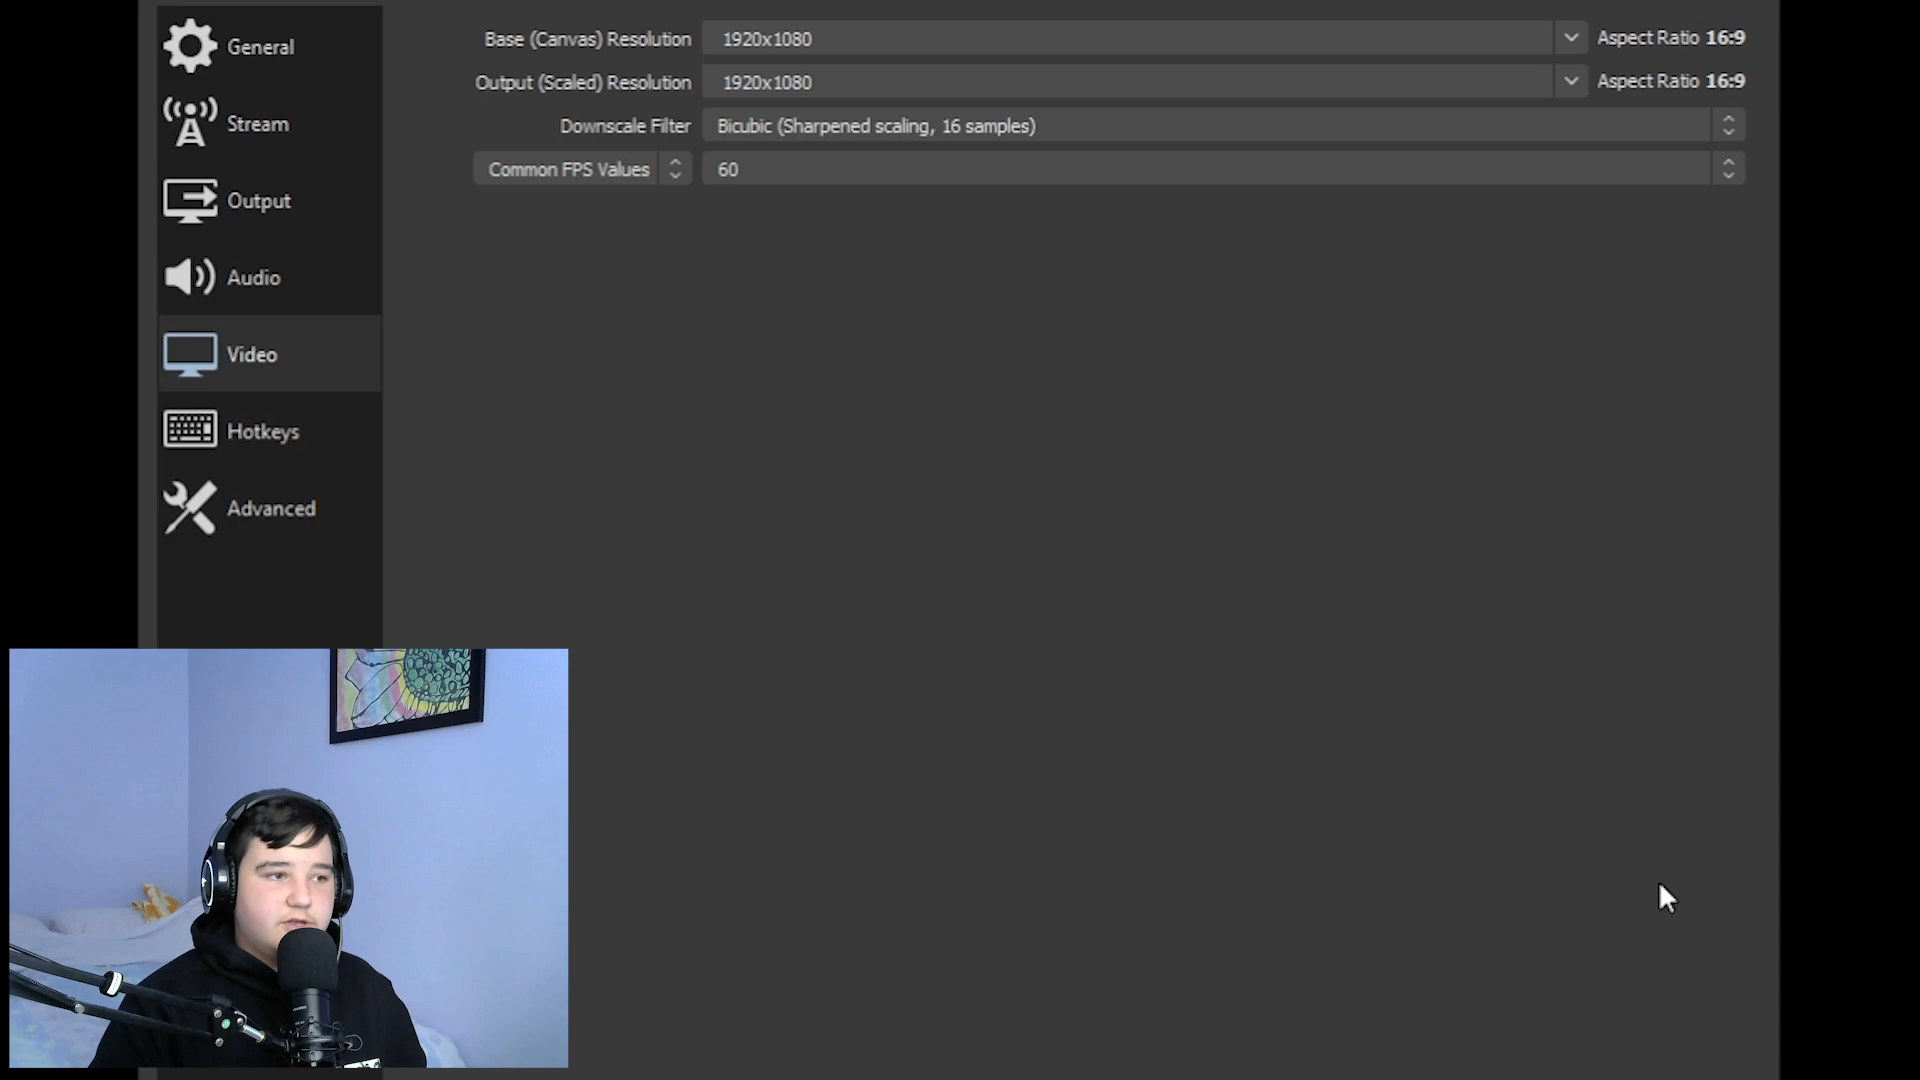 General
Stream
Output
Audio
Video
Hotkeys
Advanced
Base (Canvas) Resolution 1920x1080 Aspect Ratio 16:9
Output (Scaled) Resolution 1920x1080 Aspect Ratio 16:9
Downscale Filter Bicubic (Sharpened scaling, 16 samples)
Common FPS Values 60